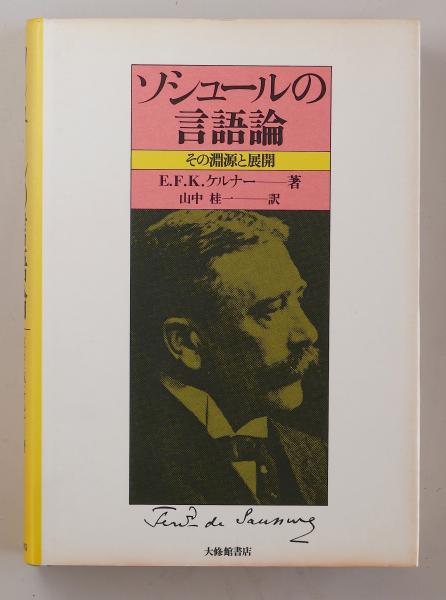 ソシュールの
言語論
その淵源と展開
E.F.K.ケルナー——著
山中 桂一——訳
Ferd. de Saussure
大修館書店